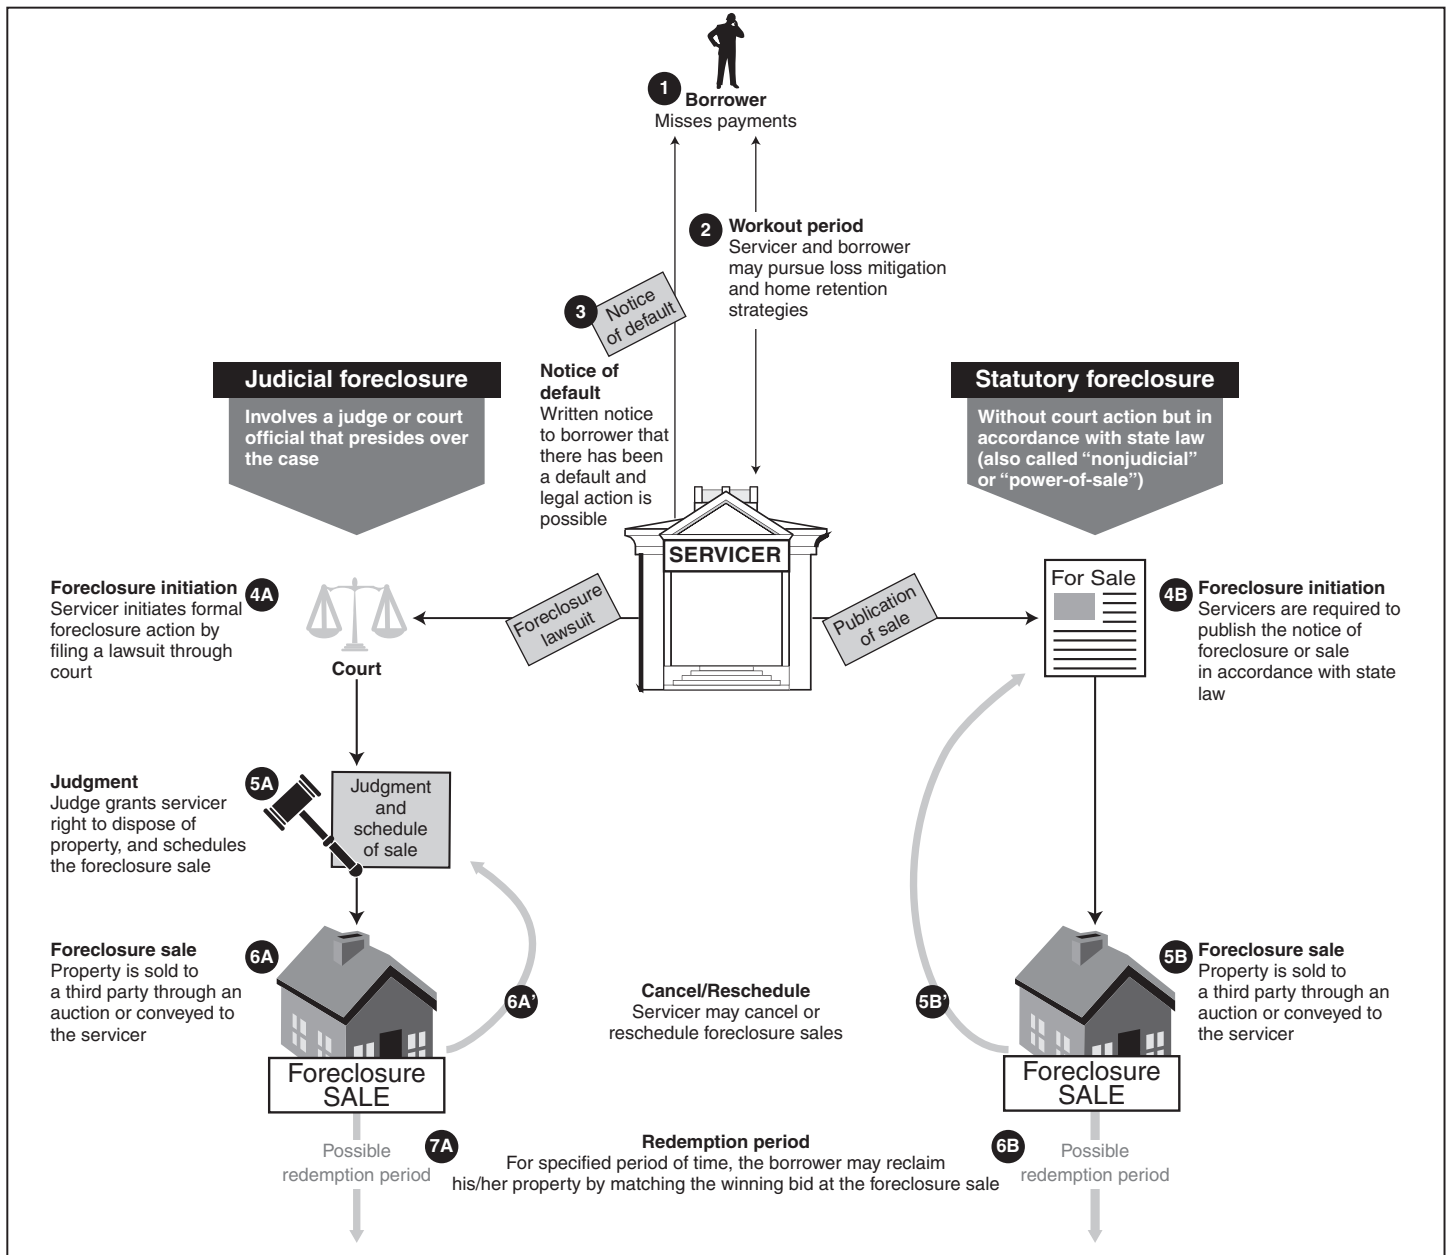 1
Borrower
Misses payments
2
Workout period
Servicer and borrower
may pursue loss mitigation
and home retention
strategies
3
Notice
of default
Notice of
default
Written notice
to borrower that
there has been
a default and
legal action is
possible
Judicial foreclosure
Involves a judge or court
official that presides over
the case
Statutory foreclosure
Without court action but in
accordance with state law
(also called “nonjudicial”
or “power-of-sale”)
SERVICER
Foreclosure initiation
4A
Servicer initiates formal
foreclosure action by
filing a lawsuit through
court
Court
Foreclosure
lawsuit
Publication
of sale
For Sale
4B
Foreclosure initiation
Servicers are required to
publish the notice of
foreclosure or sale
in accordance with state
law
Judgment
5A
Judge grants servicer
right to dispose of
property, and schedules
the foreclosure sale
Judgment
and
schedule
of sale
Foreclosure sale
6A
Property is sold to
a third party through an
auction or conveyed to
the servicer
Foreclosure
SALE
6A’
Cancel/Reschedule
Servicer may cancel or
reschedule foreclosure sales
5B’
5B
Foreclosure sale
Property is sold to
a third party through an
auction or conveyed to
the servicer
Foreclosure
SALE
Possible
redemption period
7A
Redemption period
For specified period of time, the borrower may reclaim
his/her property by matching the winning bid at the foreclosure sale
6B
Possible
redemption period